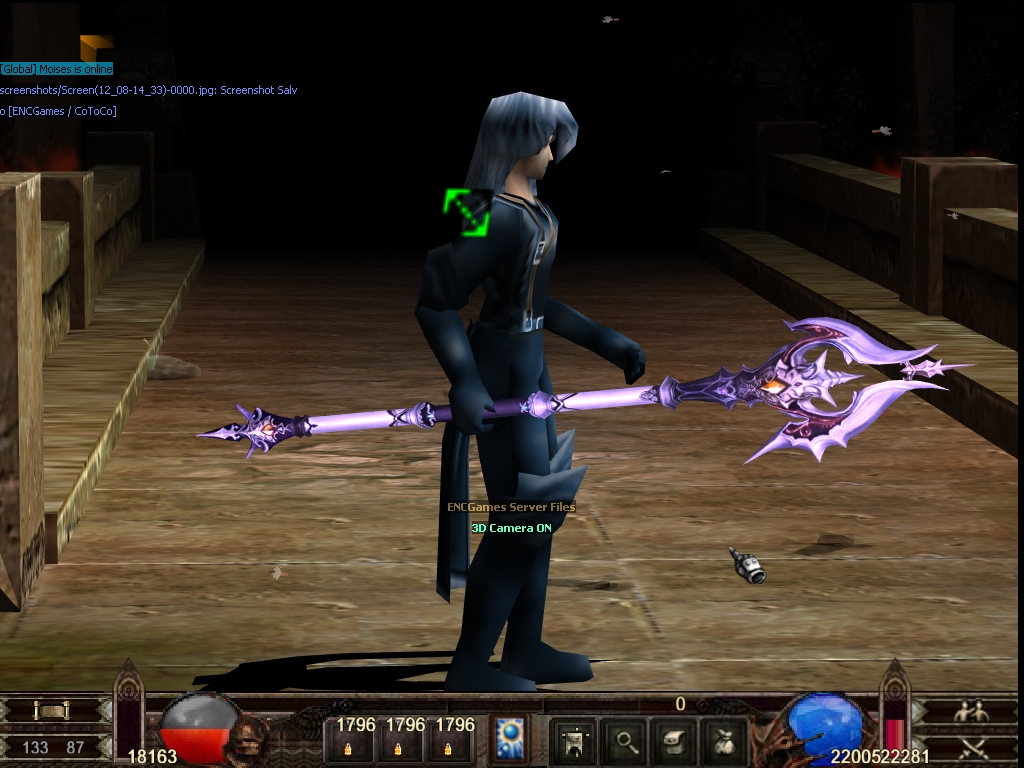 [Global] Moises is online
screenshots/Screen(12_08-14_33)-0000.jpg: Screenshot Salv
o [ENCGames / CoToCo]
ENCGames Server Files
3D Camera ON
0
1796 1796 1796
133 87
18163
2200522281